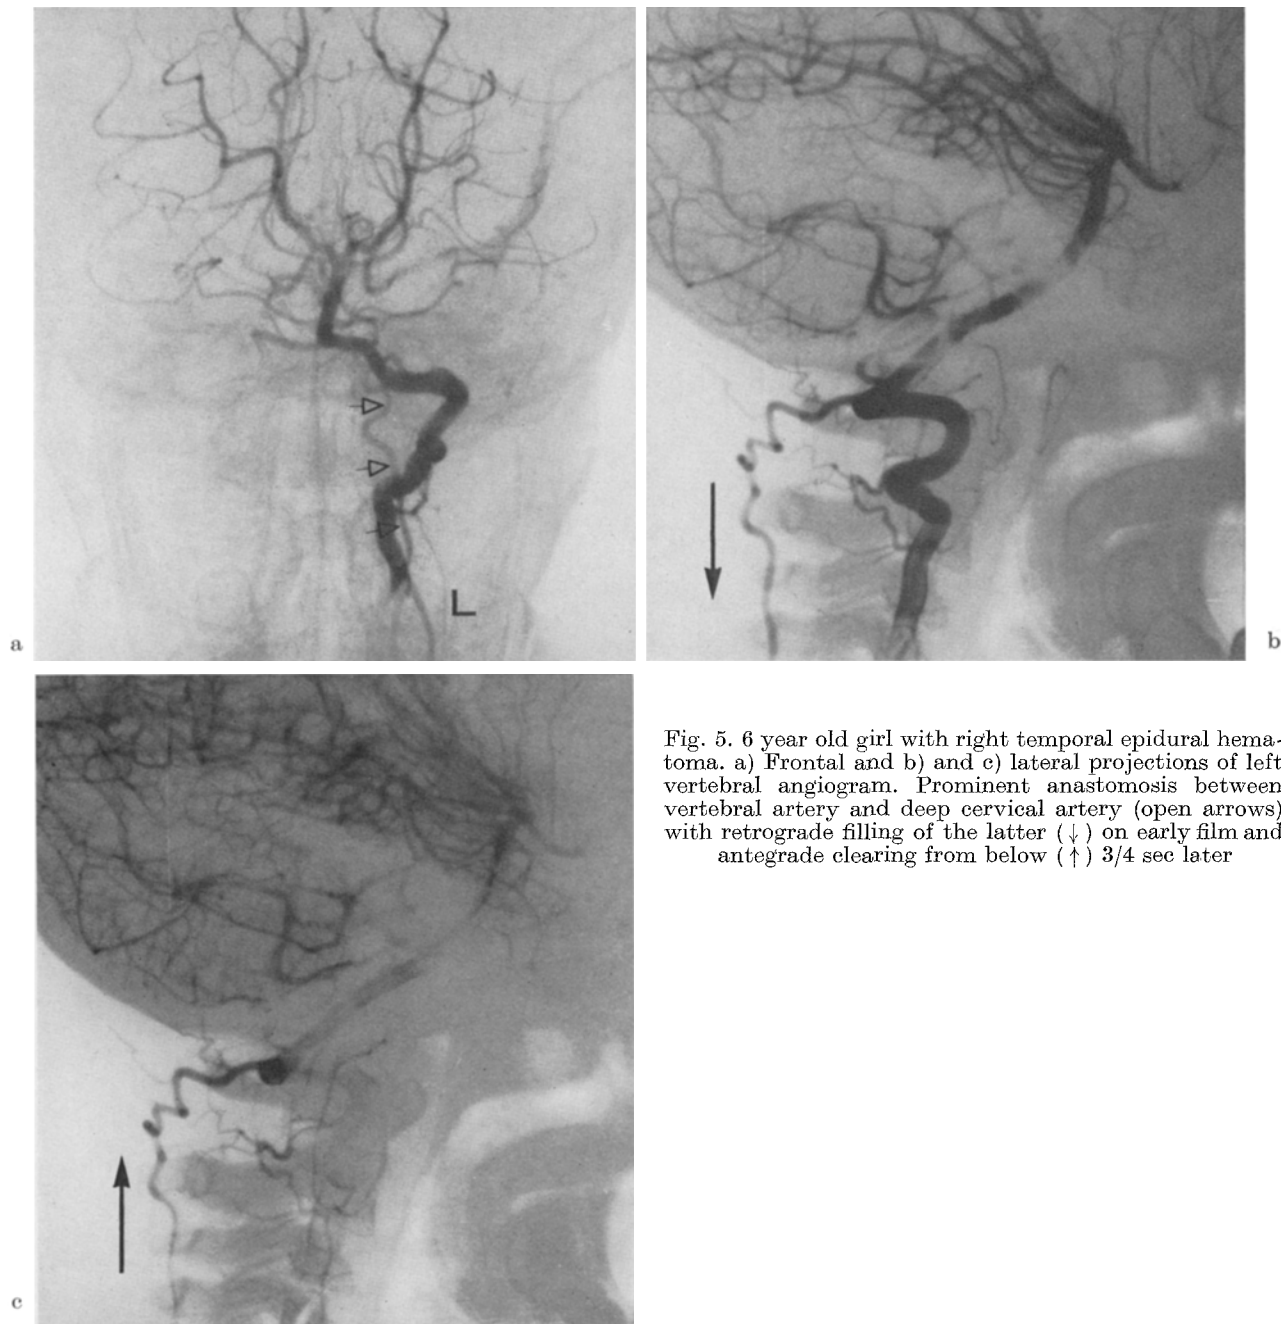 L
a
b
Fig. 5. 6 year old girl with right temporal epidural hema-
toma. a) Frontal and b) and c) lateral projections of left
vertebral angiogram. Prominent anastomosis between
vertebral artery and deep cervical artery (open arrows)
with retrograde filling of the latter (↓) on early film and
antegrade clearing from below (↑) 3/4 sec later
c